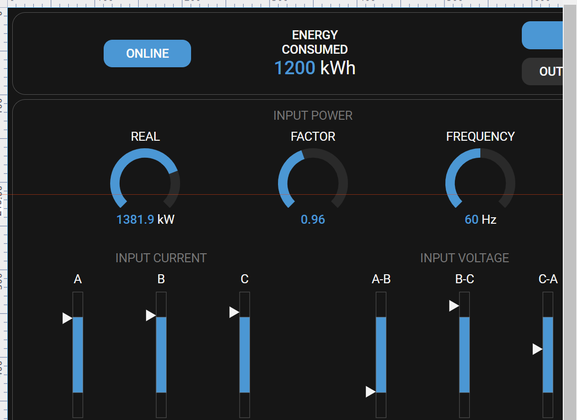 ENERGY
CONSUMED
ONLINE
1200 kWh
OUT
INPUT POWER
REAL FACTOR FREQUENCY
1381.9 kW 0.96 60 Hz
INPUT CURRENT INPUT VOLTAGE
A B C A-B B-C C-A